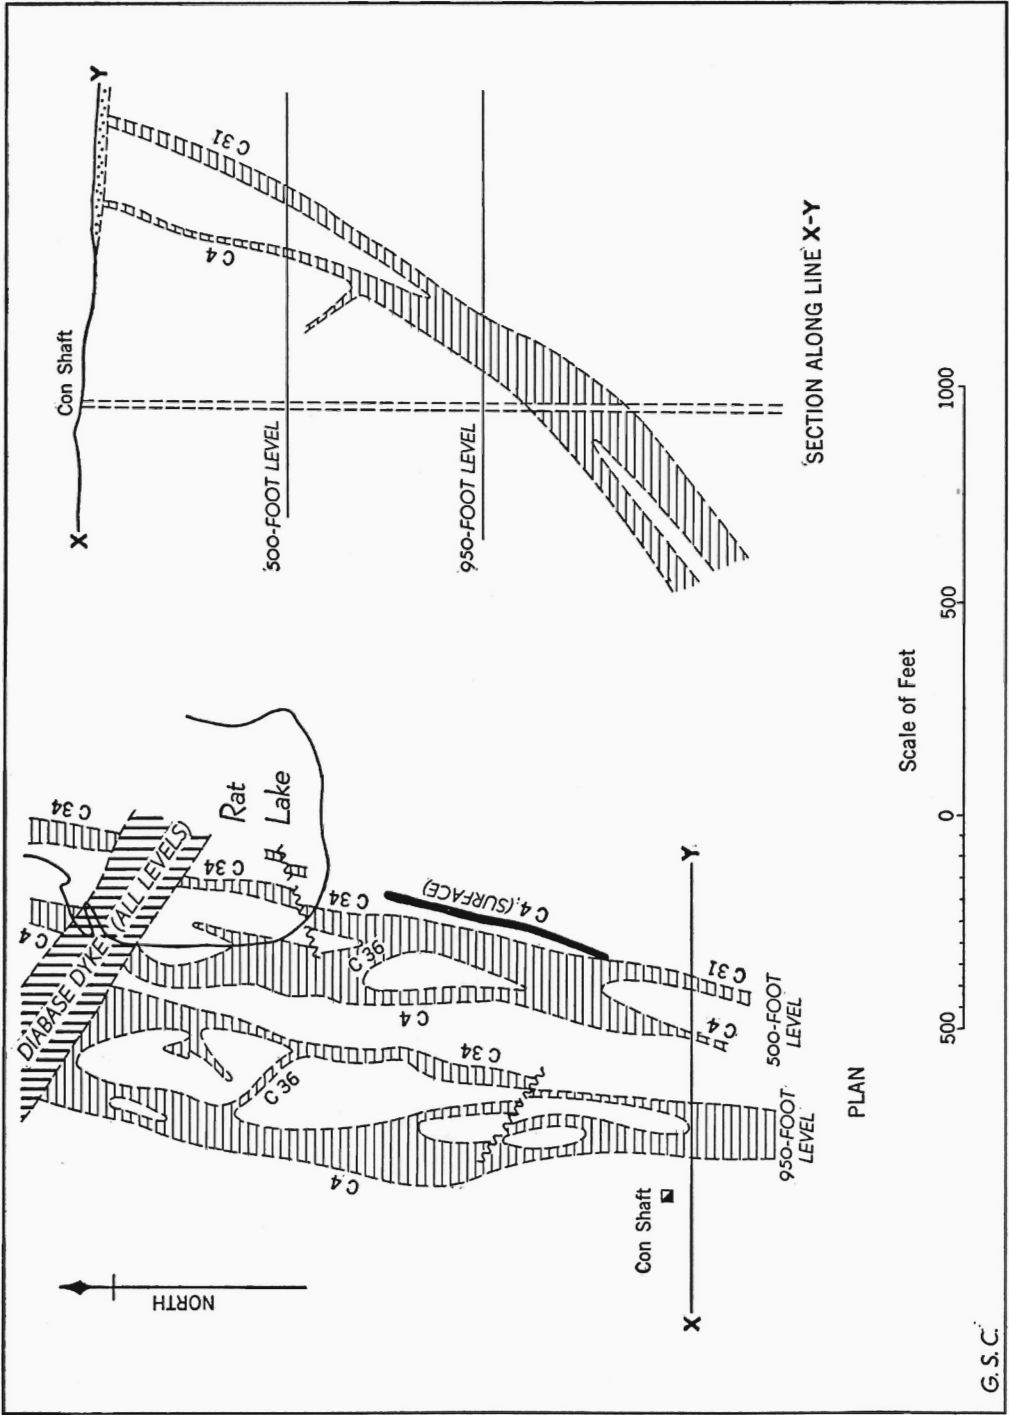 NORTH
DIABASE DYKE (ALL LEVELS)
C 4
C 34
Rat
Lake
C 34
C 34
C 36
C 4 (SURFACE)
C 4
C 36
C 34
C 4
C 31
C 4
500-FOOT
LEVEL
950-FOOT
LEVEL
Con Shaft
X
Y
PLAN
X
Y
Con Shaft
C 4
C 31
500-FOOT LEVEL
950-FOOT LEVEL
SECTION ALONG LINE X-Y
Scale of Feet
500
0
500
1000
G. S. C.